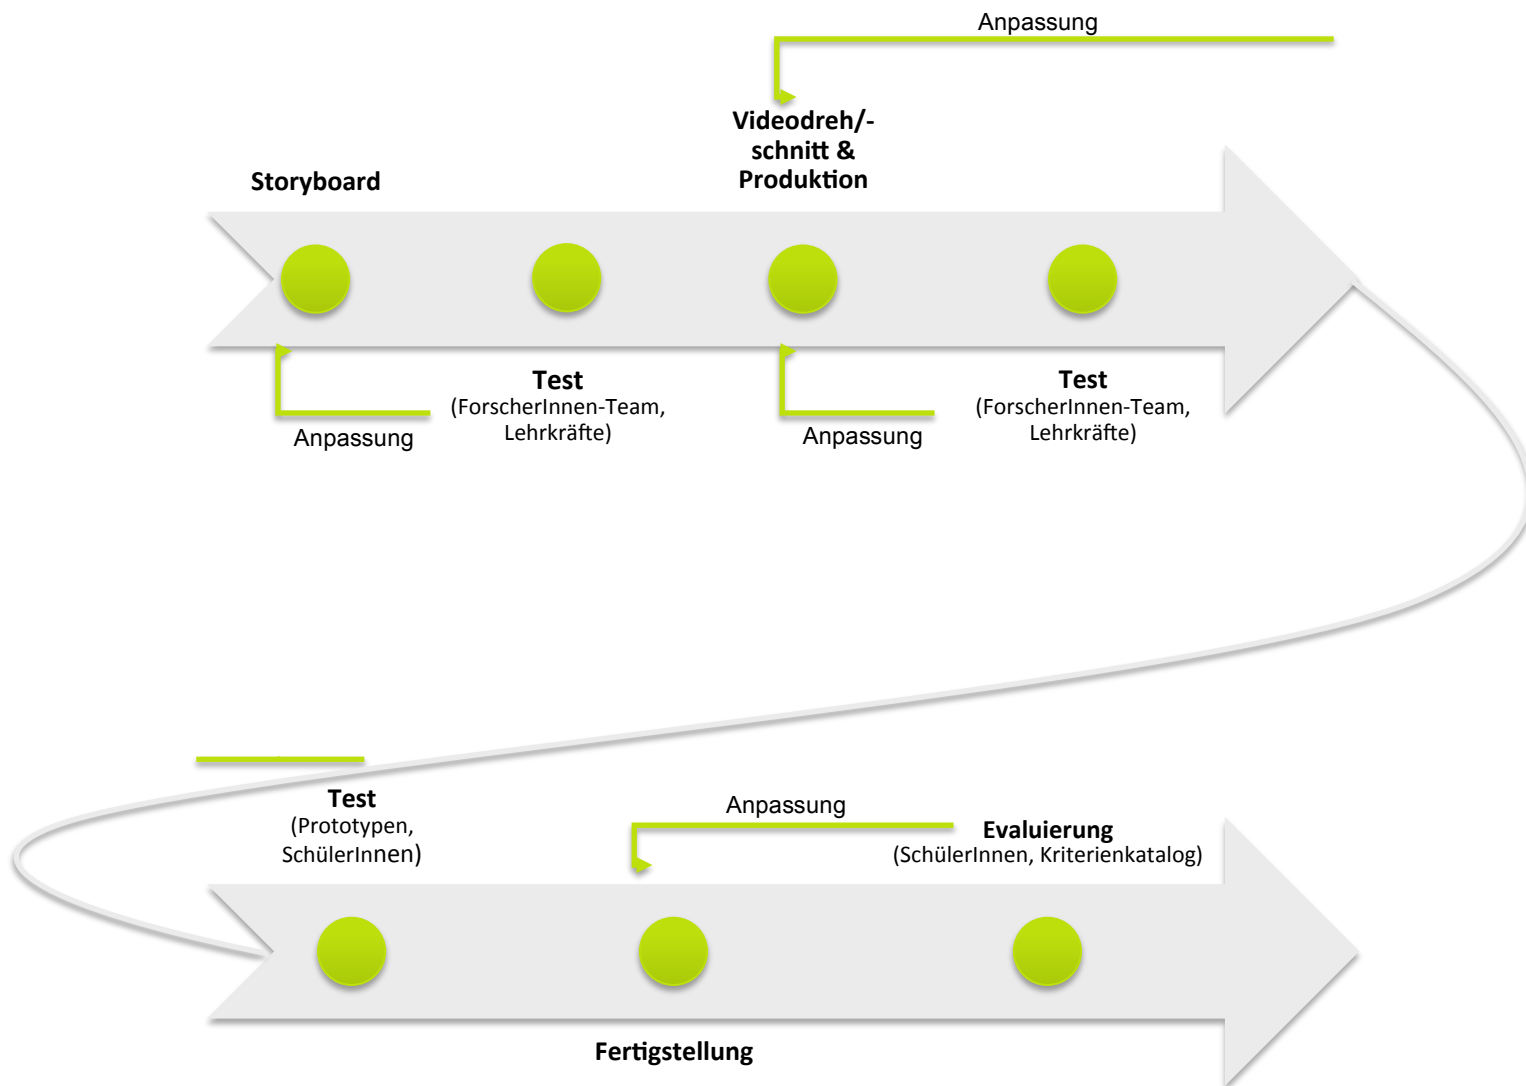 Anpassung
Videodreh/-
schnitt &
Produktion
Storyboard
Test
(ForscherInnen-Team,
Lehrkräfte)
Anpassung
Test
(ForscherInnen-Team,
Lehrkräfte)
Anpassung
Test
(Prototypen,
SchülerInnen)
Anpassung
Evaluierung
(SchülerInnen, Kriterienkatalog)
Fertigstellung